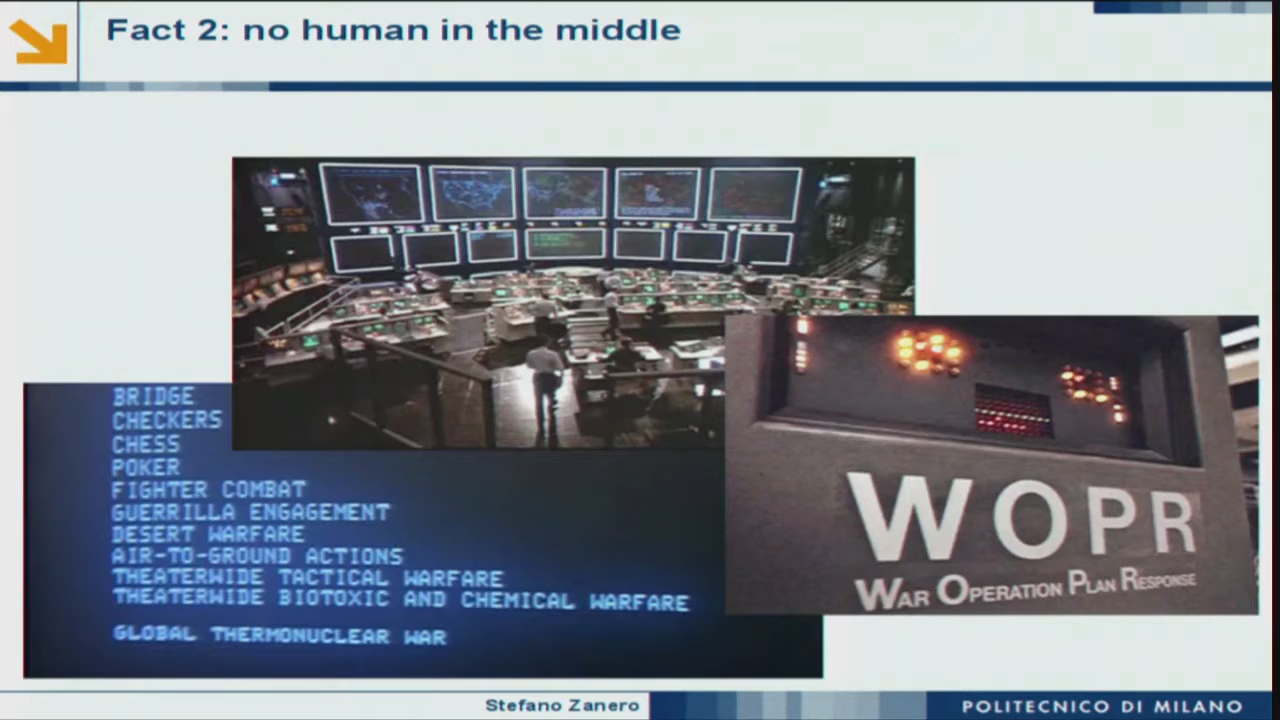 Fact 2: no human in the middle
BRIDGE
CHECKERS
CHESS
POKER
FIGHTER COMBAT
GUERRILLA ENGAGEMENT
DESERT WARFARE
AIR-TO-GROUND ACTIONS
THEATERWIDE TACTICAL WARFARE
THEATERWIDE BIOTOXIC AND CHEMICAL WARFARE
GLOBAL THERMONUCLEAR WAR
WOPR
WAR OPERATION PLAN RESPONSE
Stefano Zanero
POLITECNICO DI MILANO